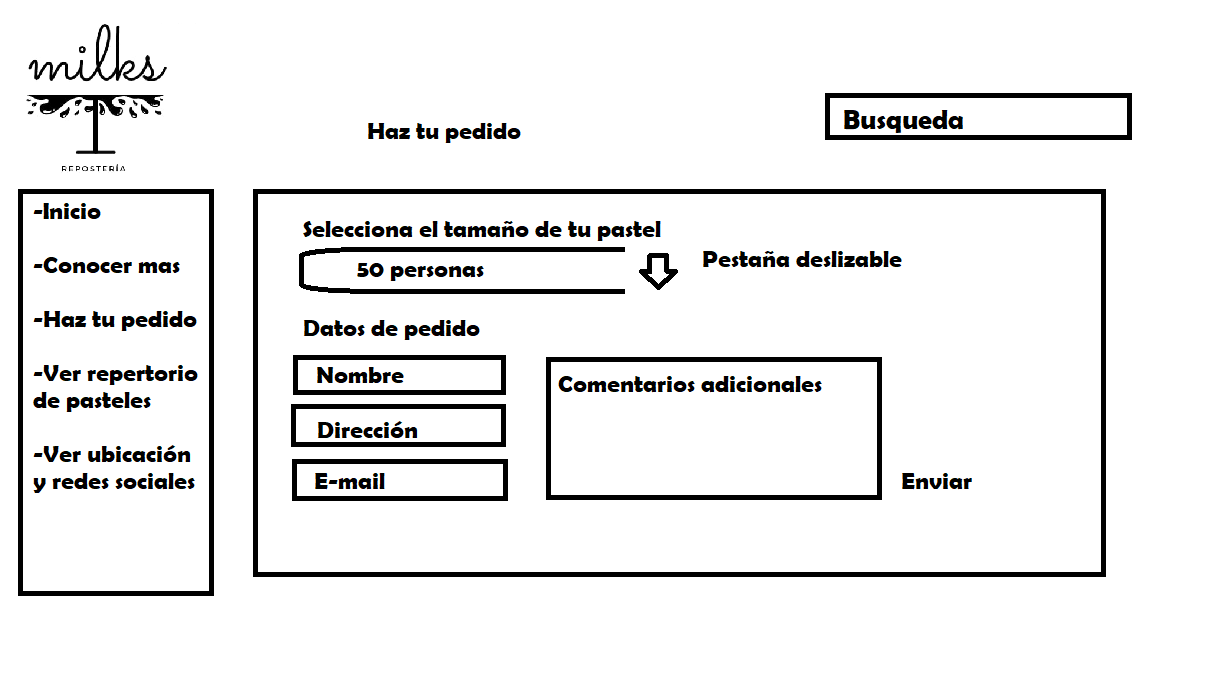 milks
REPOSTERÍA
Haz tu pedido
Busqueda
-Inicio
-Conocer mas
-Haz tu pedido
-Ver repertorio
de pasteles
-Ver ubicación
y redes sociales
Selecciona el tamaño de tu pastel
50 personas
Pestaña deslizable
Datos de pedido
Nombre
Dirección
E-mail
Comentarios adicionales
Enviar